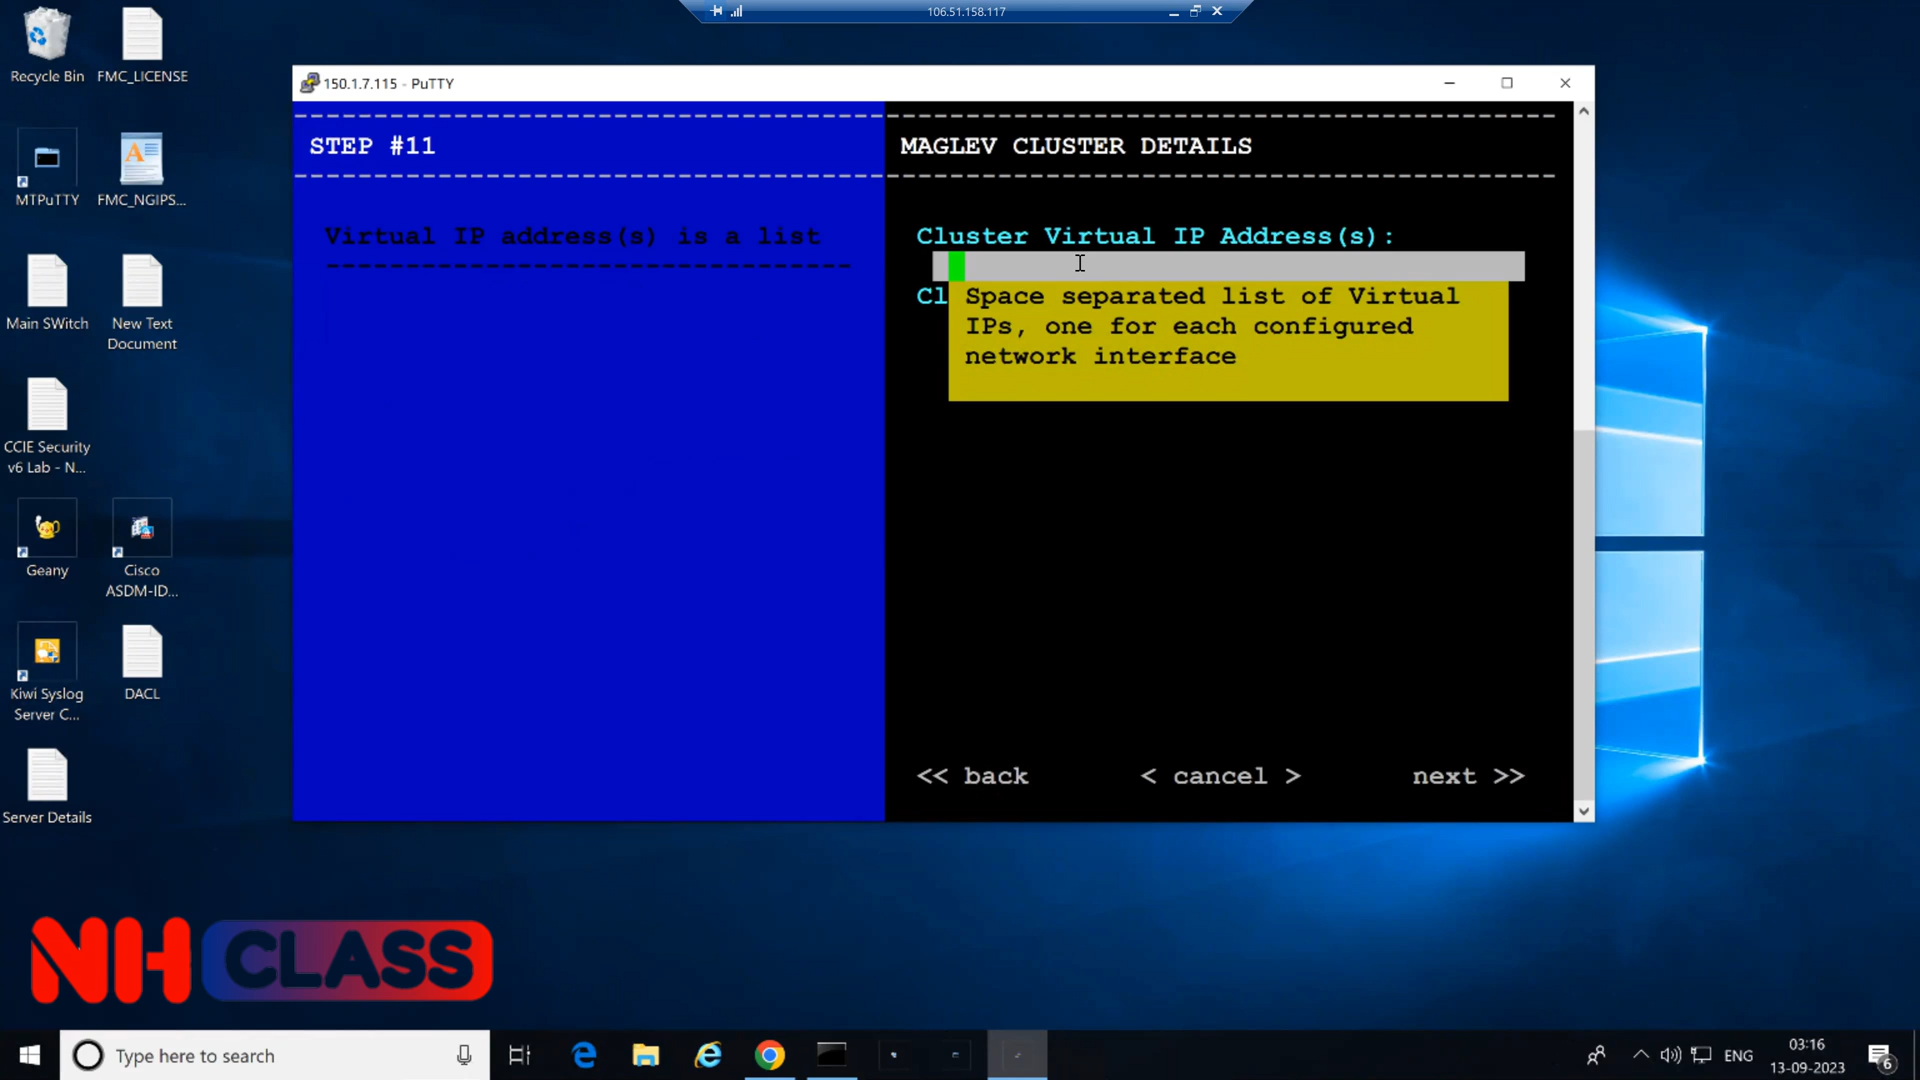 106.51.158.117
Recycle Bin
FMC_LICENSE
MTPuTTY
FMC_NGIPS...
Main SWitch
New Text
Document
CCIE Security
v6 Lab - N...
Geany
Cisco
ASDM-ID...
Kiwi Syslog
Server C...
DACL
Server Details
150.1.7.115 - PuTTY
STEP #11
Virtual IP address(s) is a list
MAGLEV CLUSTER DETAILS
Cluster Virtual IP Address(s):
Cl
Space separated list of Virtual
IPs, one for each configured
network interface
<< back
< cancel >
next >>
NH CLASS
Type here to search
ENG
03:16
13-09-2023
6